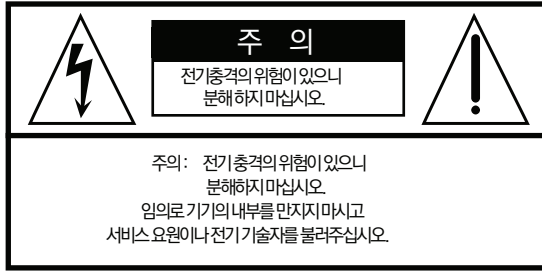 주 의
전기충격의 위험이 있으니
분해하지 마십시오.
주의 : 전기 충격의 위험이 있으니
분해하지 마십시오.
임의로 기기의 내부를 만지지 마시고
서비스 요원이나 전기 기술자를 불러주십시오.